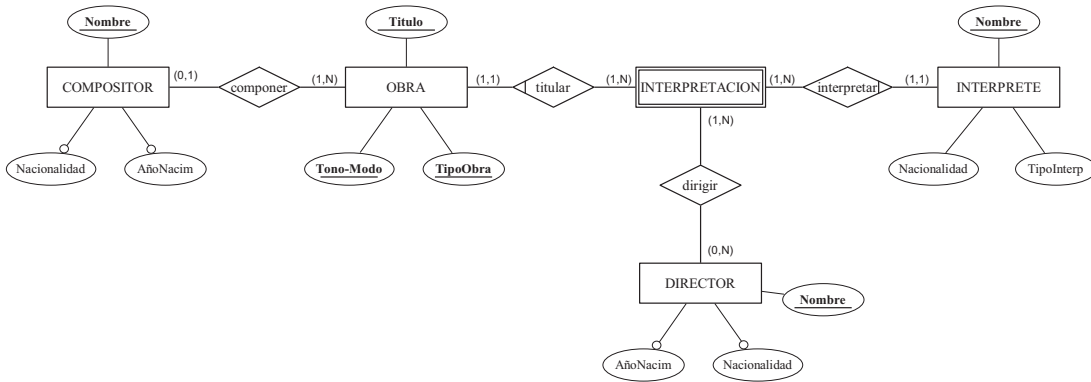 Nombre
Titulo
Nombre
COMPOSITOR
(0,1)
componer
(1,N)
OBRA
(1,1)
titular
(1,N)
INTERPRETACION
(1,N)
interpretar
(1,1)
INTERPRETE
(1,N)
Nacionalidad
AñoNacim
Tono-Modo
TipoObra
Nacionalidad
TipoInterp
dirigir
(0,N)
DIRECTOR
Nombre
AñoNacim
Nacionalidad